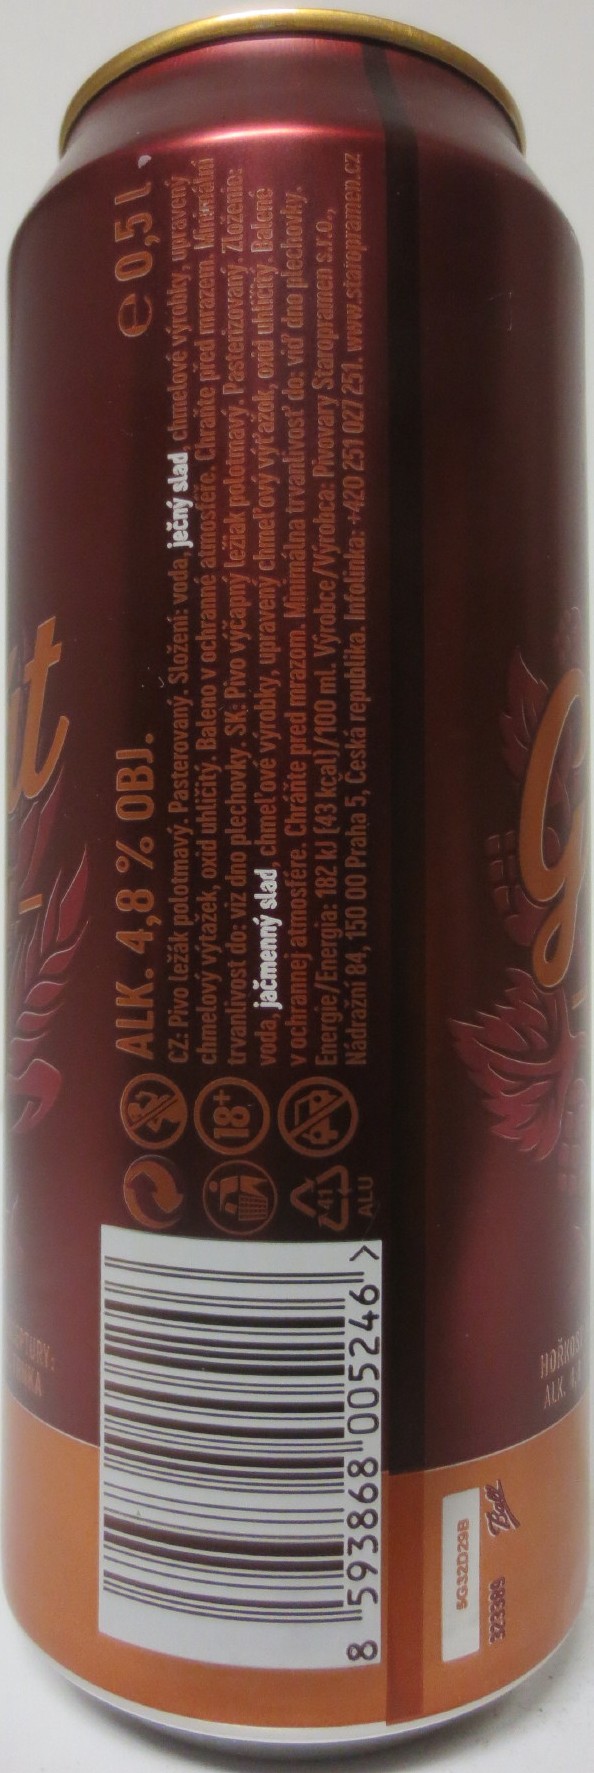 ALK. 4,8 % OBJ. e 0,5 l
CZ: Pivo ležák polotmavý. Pasterovaný. Složení: voda, ječný slad, chmelové výrobky, upravený
chmelový výtažek, oxid uhličitý. Baleno v ochranné atmosféře. Chraňte před mrazem. Minimální
trvanlivost do: viz dno plechovky. SK: Pivo výčapný ležiak polotmavý. Pasterizovaný. Zloženie:
voda, jačmenný slad, chmeľové výrobky, upravený chmeľový výťažok, oxid uhličitý. Balené
v ochrannej atmosfére. Chráňte pred mrazom. Minimálna trvanlivosť do: viď dno plechovky.
Energie/Energia: 182 kJ (43 kcal)/100 ml. Výrobce/Výrobca: Pivovary Staropramen s.r.o.,
Nádražní 84, 150 00 Praha 5, Česká republika. Infolinka: +420 251 027 251. www.staropramen.cz
18+
41
ALU
8 593868 005246 >
5G32D29B
323389
Ball
G
HOŘKOS
ALK. 4,